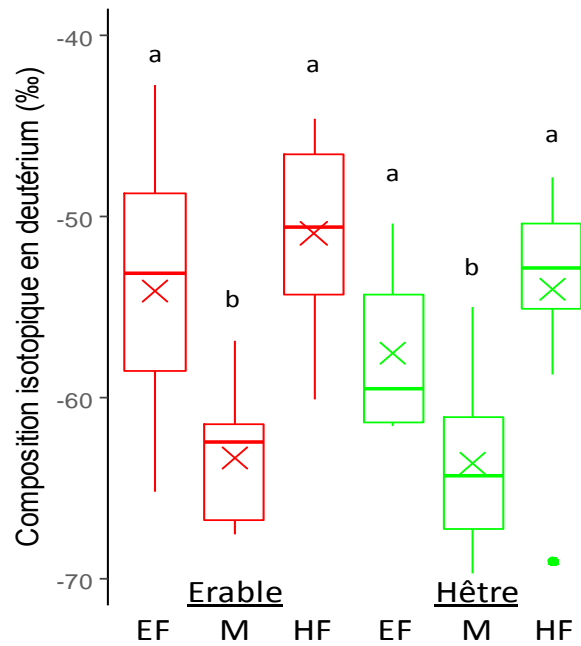 Composition isotopique en deutérium (‰)
-40
-50
-60
-70
a
b
a
a
b
a
Erable Hêtre
EF M HF EF M HF